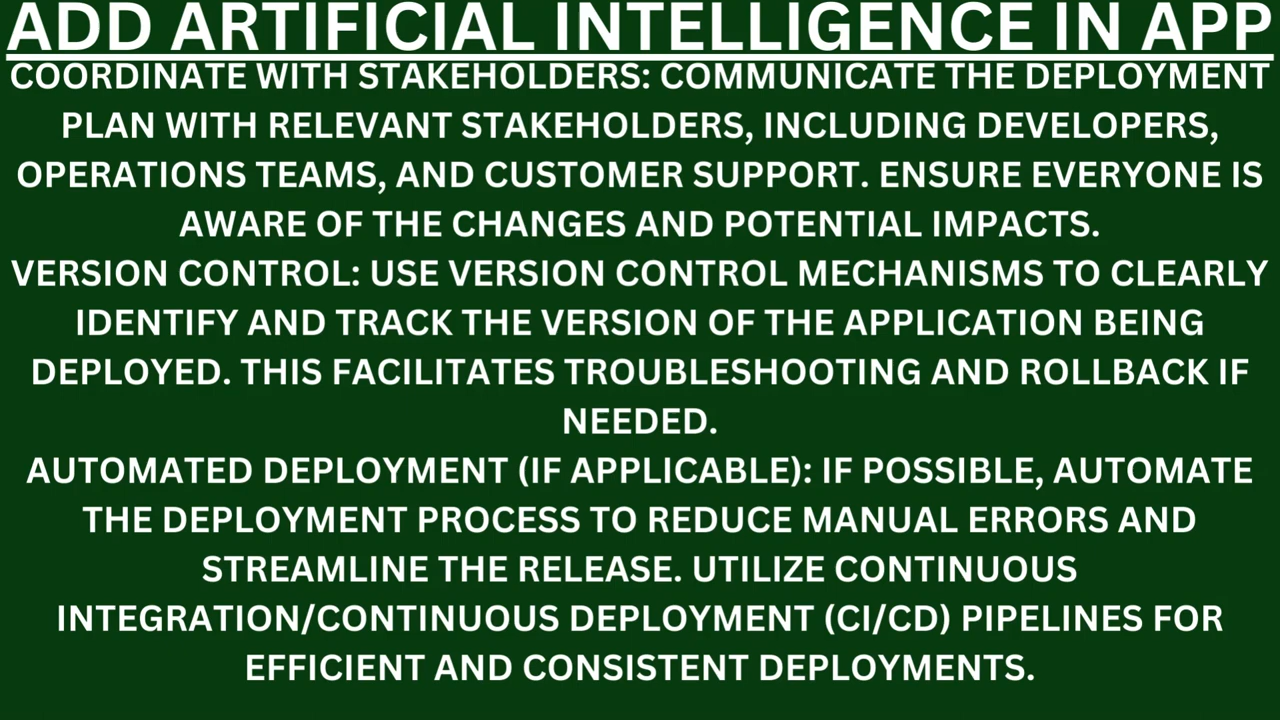 ADD ARTIFICIAL INTELLIGENCE IN APP
COORDINATE WITH STAKEHOLDERS: COMMUNICATE THE DEPLOYMENT
PLAN WITH RELEVANT STAKEHOLDERS, INCLUDING DEVELOPERS,
OPERATIONS TEAMS, AND CUSTOMER SUPPORT. ENSURE EVERYONE IS
AWARE OF THE CHANGES AND POTENTIAL IMPACTS.
VERSION CONTROL: USE VERSION CONTROL MECHANISMS TO CLEARLY
IDENTIFY AND TRACK THE VERSION OF THE APPLICATION BEING
DEPLOYED. THIS FACILITATES TROUBLESHOOTING AND ROLLBACK IF
NEEDED.
AUTOMATED DEPLOYMENT (IF APPLICABLE): IF POSSIBLE, AUTOMATE
THE DEPLOYMENT PROCESS TO REDUCE MANUAL ERRORS AND
STREAMLINE THE RELEASE. UTILIZE CONTINUOUS
INTEGRATION/CONTINUOUS DEPLOYMENT (CI/CD) PIPELINES FOR
EFFICIENT AND CONSISTENT DEPLOYMENTS.